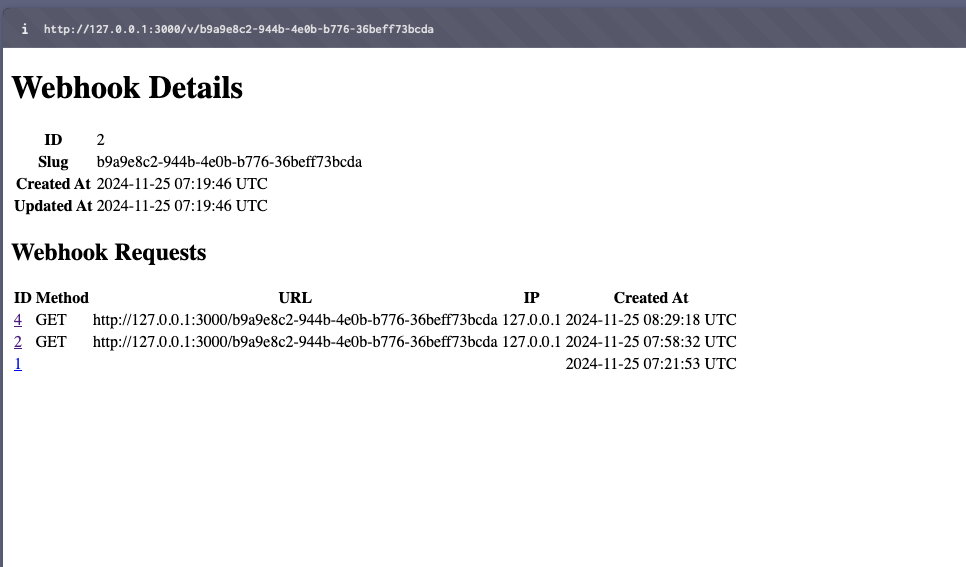 i http://127.0.0.1:3000/v/b9a9e8c2-944b-4e0b-b776-36beff73bcda
Webhook Details
ID 2
Slug b9a9e8c2-944b-4e0b-b776-36beff73bcda
Created At 2024-11-25 07:19:46 UTC
Updated At 2024-11-25 07:19:46 UTC
Webhook Requests
ID Method URL IP Created At
4 GET http://127.0.0.1:3000/b9a9e8c2-944b-4e0b-b776-36beff73bcda 127.0.0.1 2024-11-25 08:29:18 UTC
2 GET http://127.0.0.1:3000/b9a9e8c2-944b-4e0b-b776-36beff73bcda 127.0.0.1 2024-11-25 07:58:32 UTC
1 2024-11-25 07:21:53 UTC